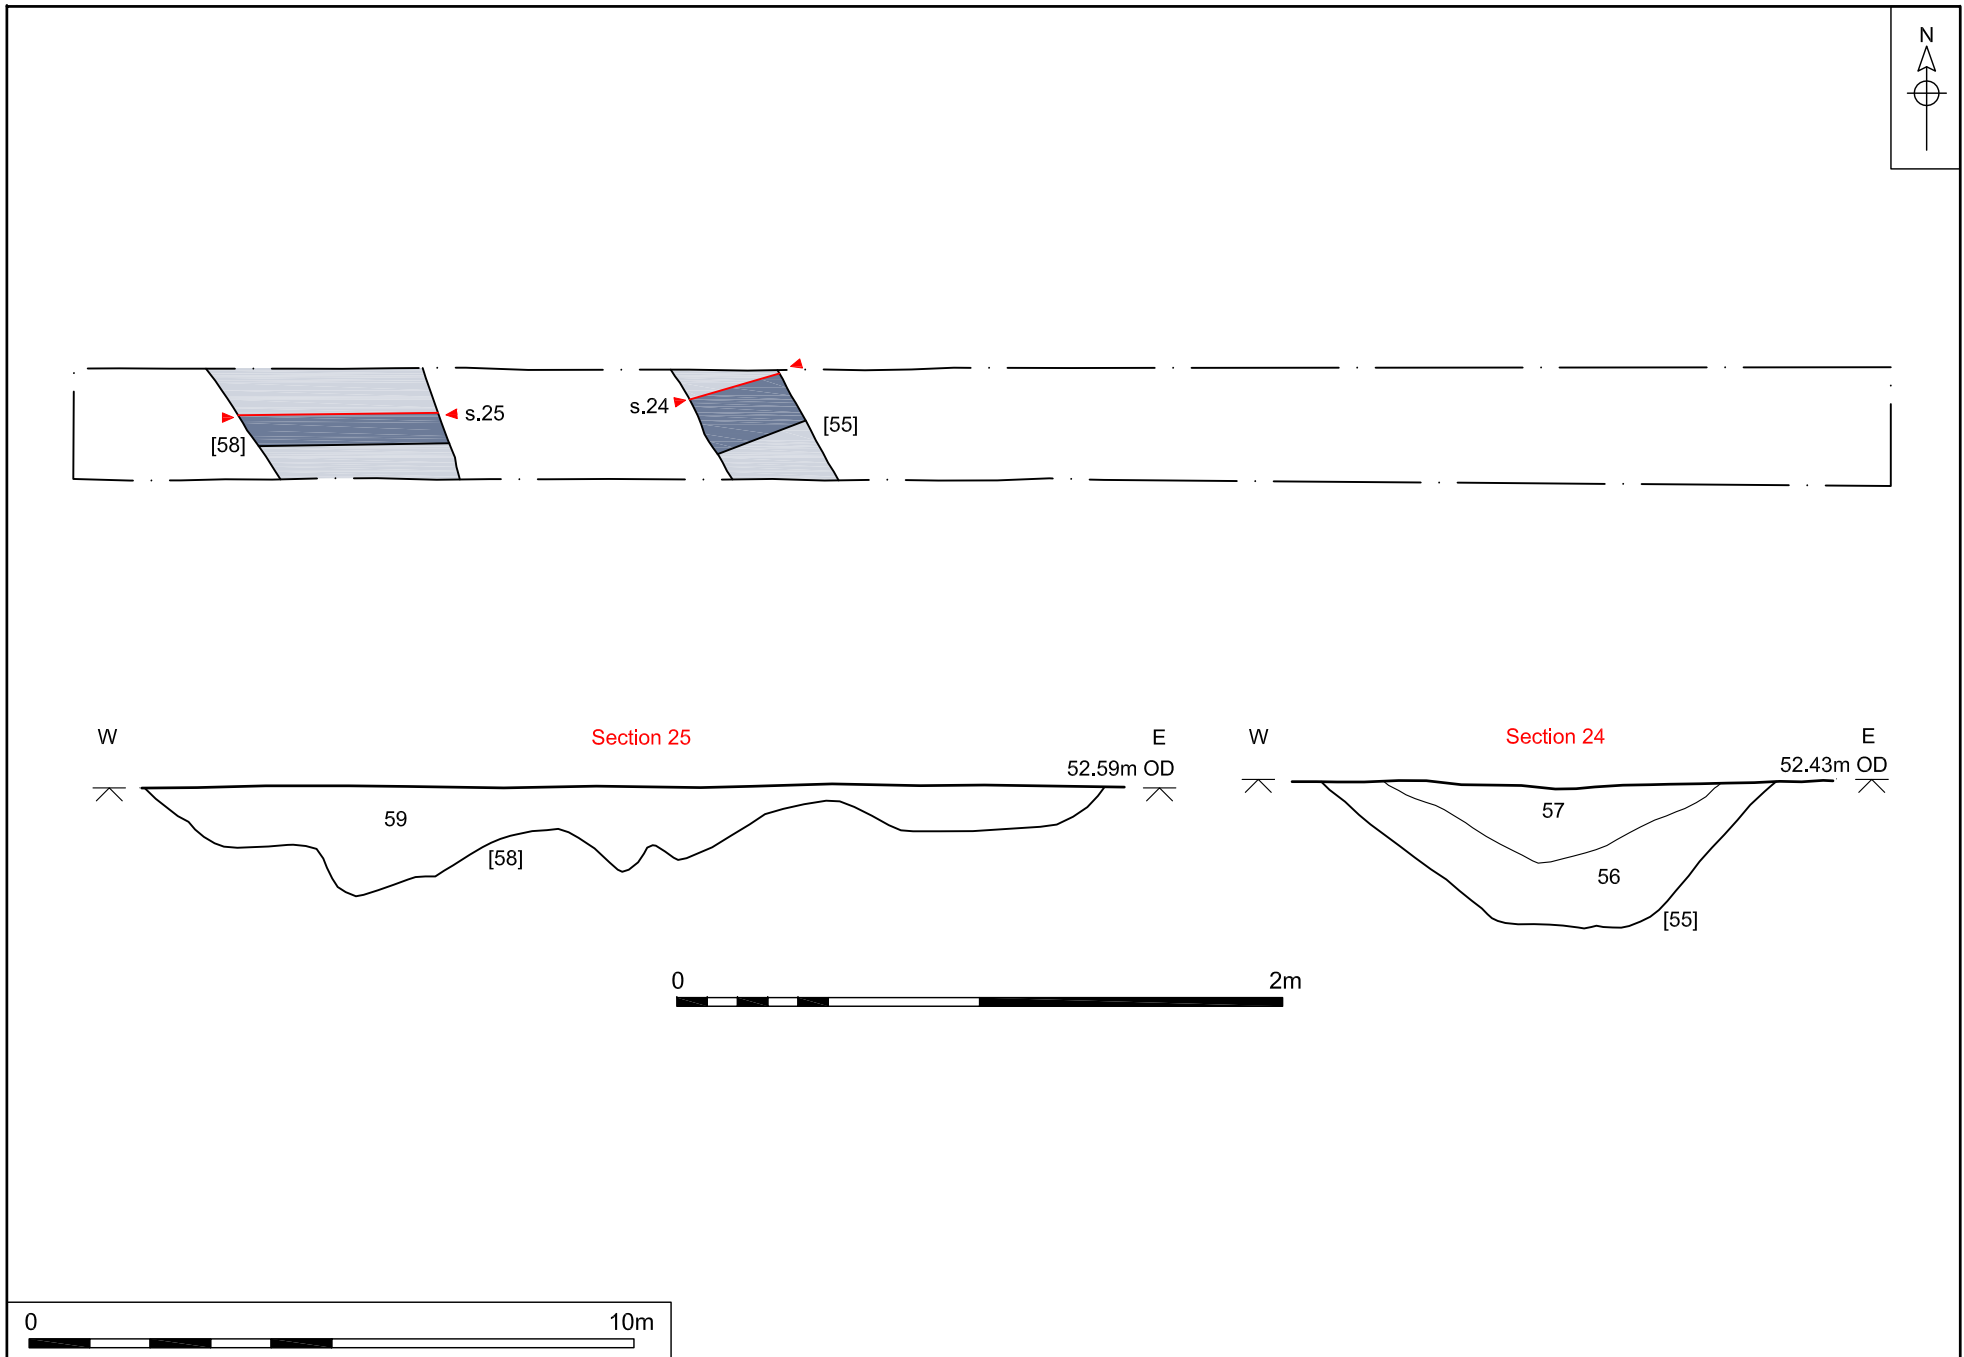 N
s.25
[58]
s.24
[55]
W
Section 25
E
52.59m OD
59
[58]
W
Section 24
E
52.43m OD
57
56
[55]
0
2m
0
10m